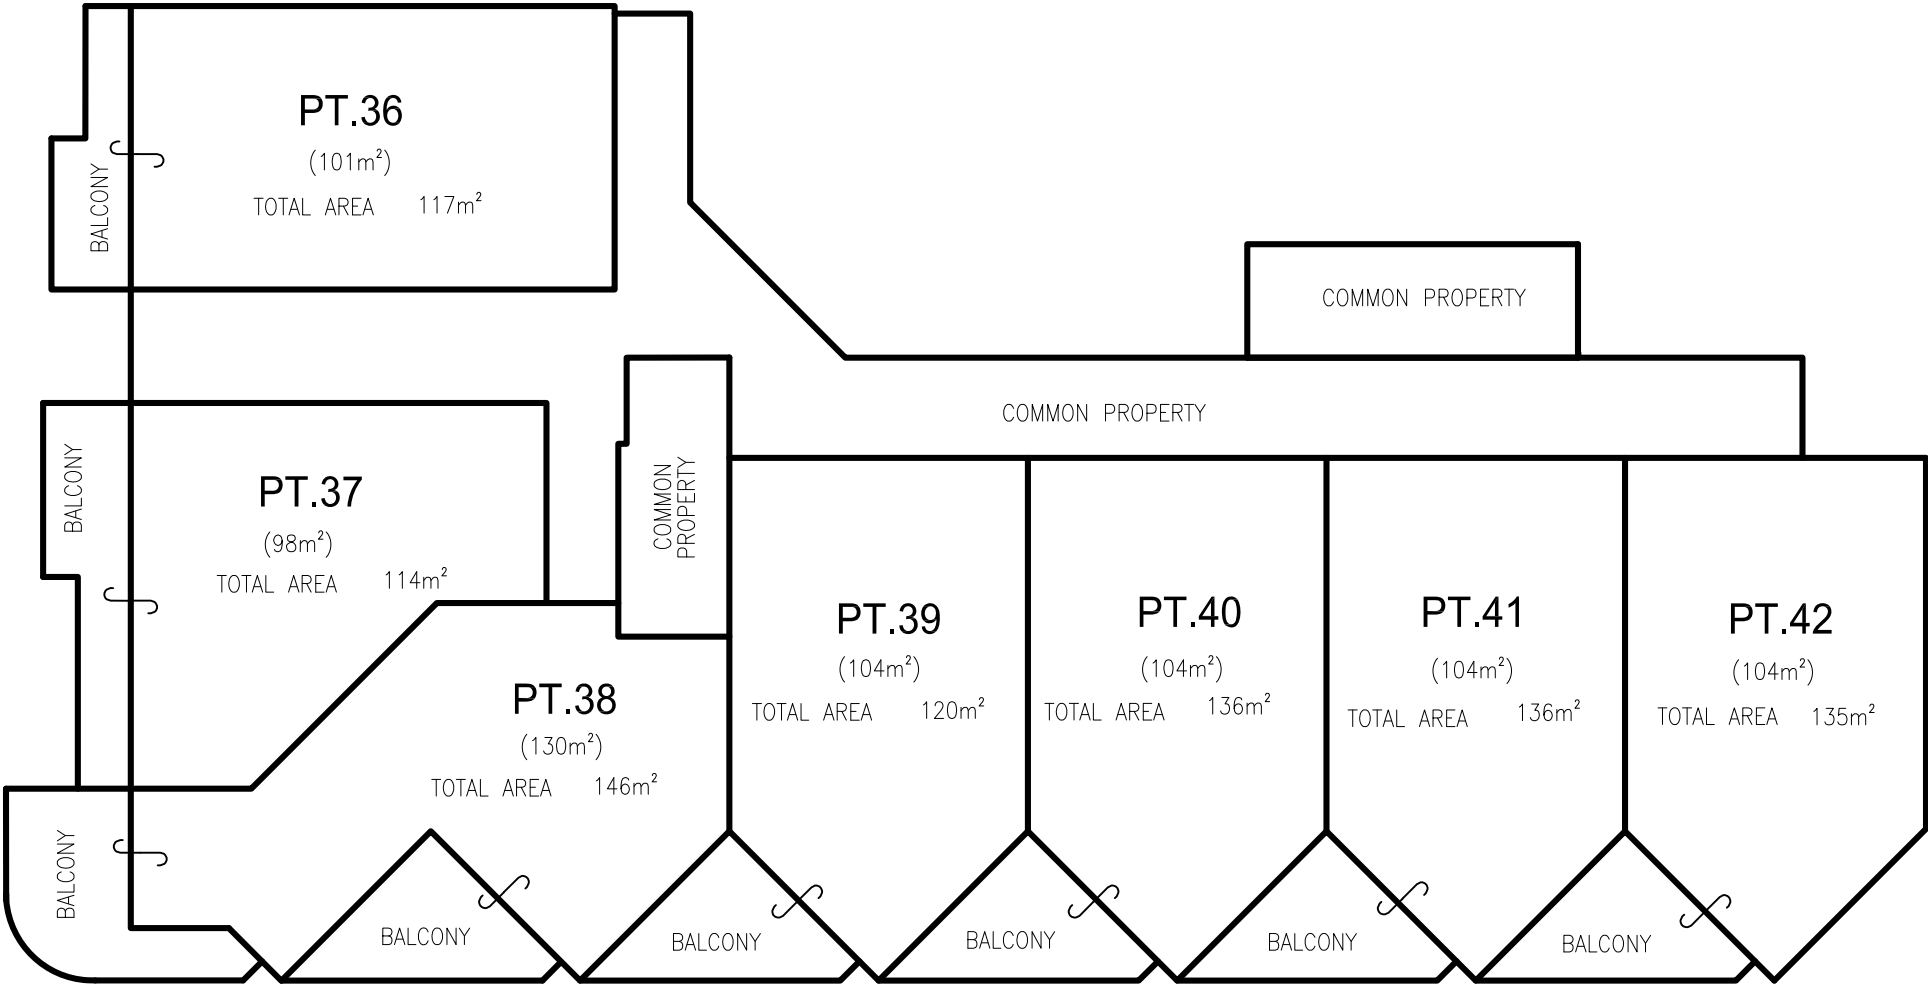 PT.36
(101m²)
TOTAL AREA 117m²
BALCONY
COMMON PROPERTY
COMMON PROPERTY
BALCONY
PT.37
(98m²)
TOTAL AREA 114m²
COMMON
PROPERTY
PT.38
(130m²)
TOTAL AREA 146m²
PT.39
(104m²)
TOTAL AREA 120m²
PT.40
(104m²)
TOTAL AREA 136m²
PT.41
(104m²)
TOTAL AREA 136m²
PT.42
(104m²)
TOTAL AREA 135m²
BALCONY
BALCONY
BALCONY
BALCONY
BALCONY
BALCONY